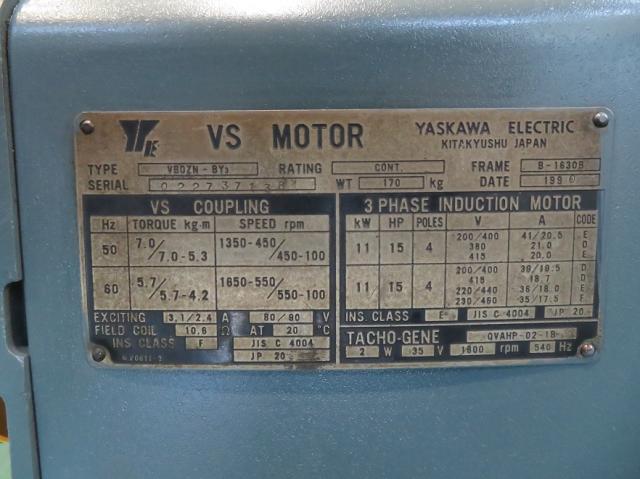 VS MOTOR YASKAWA ELECTRIC
KITAKYUSHU JAPAN
TYPE VBDZN-BY3 RATING CONT. FRAME B-1630B
SERIAL WT 170 kg DATE 199
VS COUPLING
Hz TORQUE kg-m SPEED rpm
50 7.0/7.0-5.3 1350-450/450-100
60 5.7/5.7-4.2 1650-550/550-100
EXCITING 3.1/2.4 A 80/80 V
FIELD COIL 10.6 Ω AT 20 °C
INS CLASS F JIS C 4004
JP 20
3 PHASE INDUCTION MOTOR
kW HP POLES V A CODE
11 15 4 200/400 41/20.5 E
380 21.0 D
415 20.0 E
11 15 4 200/400 39/19.5 D
415 18.7 D
220/440 36/18.0 E
230/460 35/17.5 F
INS CLASS E JIS C 4004 JP 20
TACHO-GENE QVAHP-02-1B
2 W 35 V 1800 rpm 540 Hz